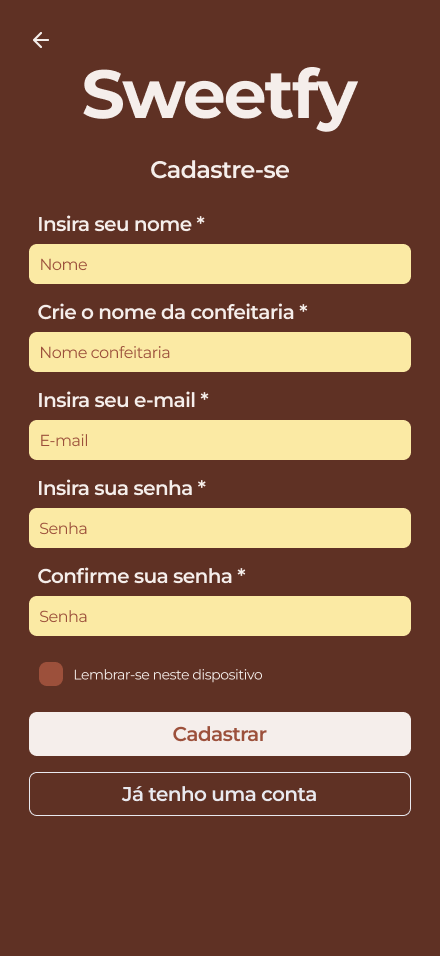 Sweetfy
Cadastre-se
Insira seu nome *
Nome
Crie o nome da confeitaria *
Nome confeitaria
Insira seu e-mail *
E-mail
Insira sua senha *
Senha
Confirme sua senha *
Senha
Lembrar-se neste dispositivo
Cadastrar
Já tenho uma conta